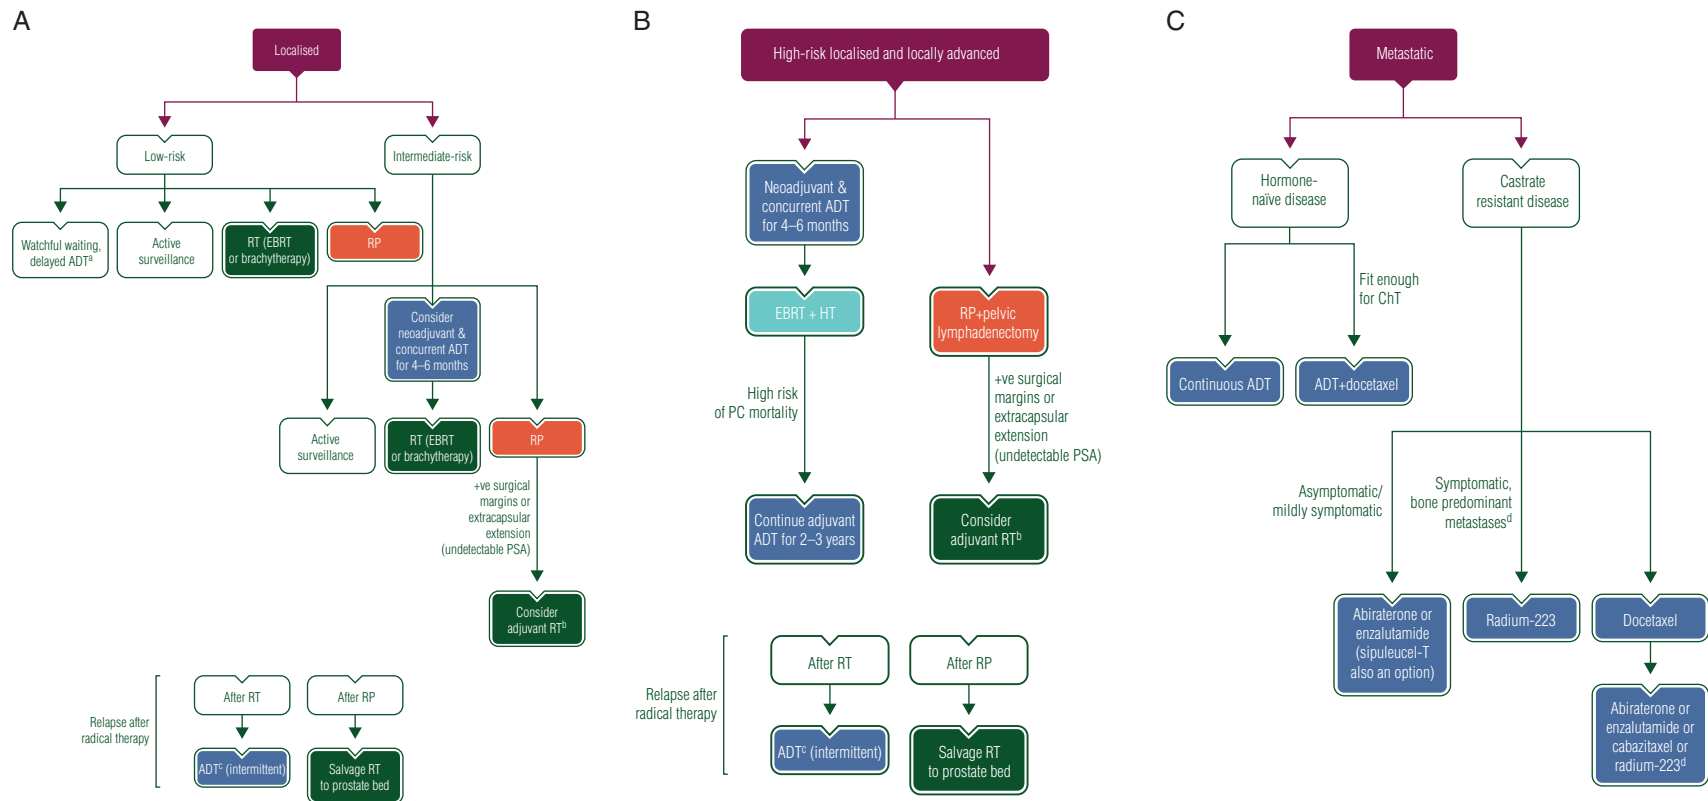 A
Localised
Low-risk
Intermediate-risk
Watchful waiting,
delayed ADTᵃ
Active
surveillance
RT (EBRT
or brachytherapy)
RP
Consider
neoadjuvant &
concurrent ADT
for 4–6 months
Active
surveillance
RT (EBRT
or brachytherapy)
RP
+ve surgical
margins or
extracapsular
extension
(undetectable PSA)
Consider
adjuvant RTᵇ
Relapse after
radical therapy
After RT
After RP
ADTᶜ (intermittent)
Salvage RT
to prostate bed
B
High-risk localised and locally advanced
Neoadjuvant &
concurrent ADT
for 4–6 months
EBRT + HT
RP+pelvic
lymphadenectomy
High risk
of PC mortality
+ve surgical
margins or
extracapsular
extension
(undetectable PSA)
Continue adjuvant
ADT for 2–3 years
Consider
adjuvant RTᵇ
Relapse after
radical therapy
After RT
After RP
ADTᶜ (intermittent)
Salvage RT
to prostate bed
C
Metastatic
Hormone-
naïve disease
Castrate
resistant disease
Fit enough
for ChT
Continuous ADT
ADT+docetaxel
Asymptomatic/
mildly symptomatic
Symptomatic,
bone predominant
metastasesᵈ
Abiraterone or
enzalutamide
(sipuleucel-T
also an option)
Radium-223
Docetaxel
Abiraterone or
enzalutamide or
cabazitaxel or
radium-223ᵈ